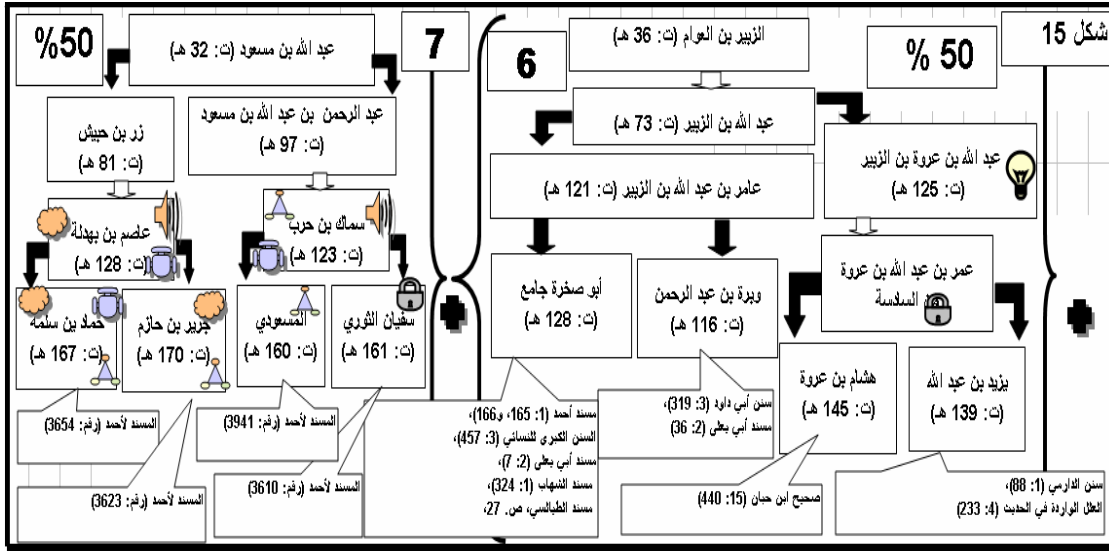 شكل 15
% 50
6
الزبير بن العوام (ت: 36 هـ)
عبد الله بن الزبير (ت: 73 هـ)
عبد الله بن عروة بن الزبير
(ت: 125 هـ)
عامر بن عبد الله بن الزبير (ت: 121 هـ)
عمر بن عبد الله بن عروة
السادسة
وبرة بن عبد الرحمن
(ت: 116 هـ)
أبو صخرة جامع
(ت: 128 هـ)
يزيد بن عبد الله
(ت: 139 هـ)
هشام بن عروة
(ت: 145 هـ)
سنن الدارمي (1: 88)،
العلل الواردة في الحديث (4: 233)
صحيح ابن حبان (15: 440)
سنن أبي داود (3: 319)،
مسند أبي يعلى (2: 36)
مسند أحمد (1: 165، و166)،
السنن الكبرى للنسائي (3: 457)
مسند أبي يعلى (2: 7)،
مسند الشهاب (1: 324)،
مسند الطيالسي، ص. 27،
7
%50
عبد الله بن مسعود (ت: 32 هـ)
عبد الرحمن بن عبد الله بن مسعود
(ت: 97 هـ)
زر بن حبيش
(ت: 81 هـ)
سماك بن حرب
(ت: 123 هـ)
عاصم بن بهدلة
(ت: 128 هـ)
سفيان الثوري
(ت: 161 هـ)
المسعودي
(ت: 160 هـ)
جرير بن حازم
(ت: 170 هـ)
حماد بن سلمة
(ت: 167 هـ)
المسند لأحمد (رقم: 3610)
المسند لأحمد (رقم: 3941)
المسند لأحمد (رقم: 3623)
المسند لأحمد (رقم: 3654)